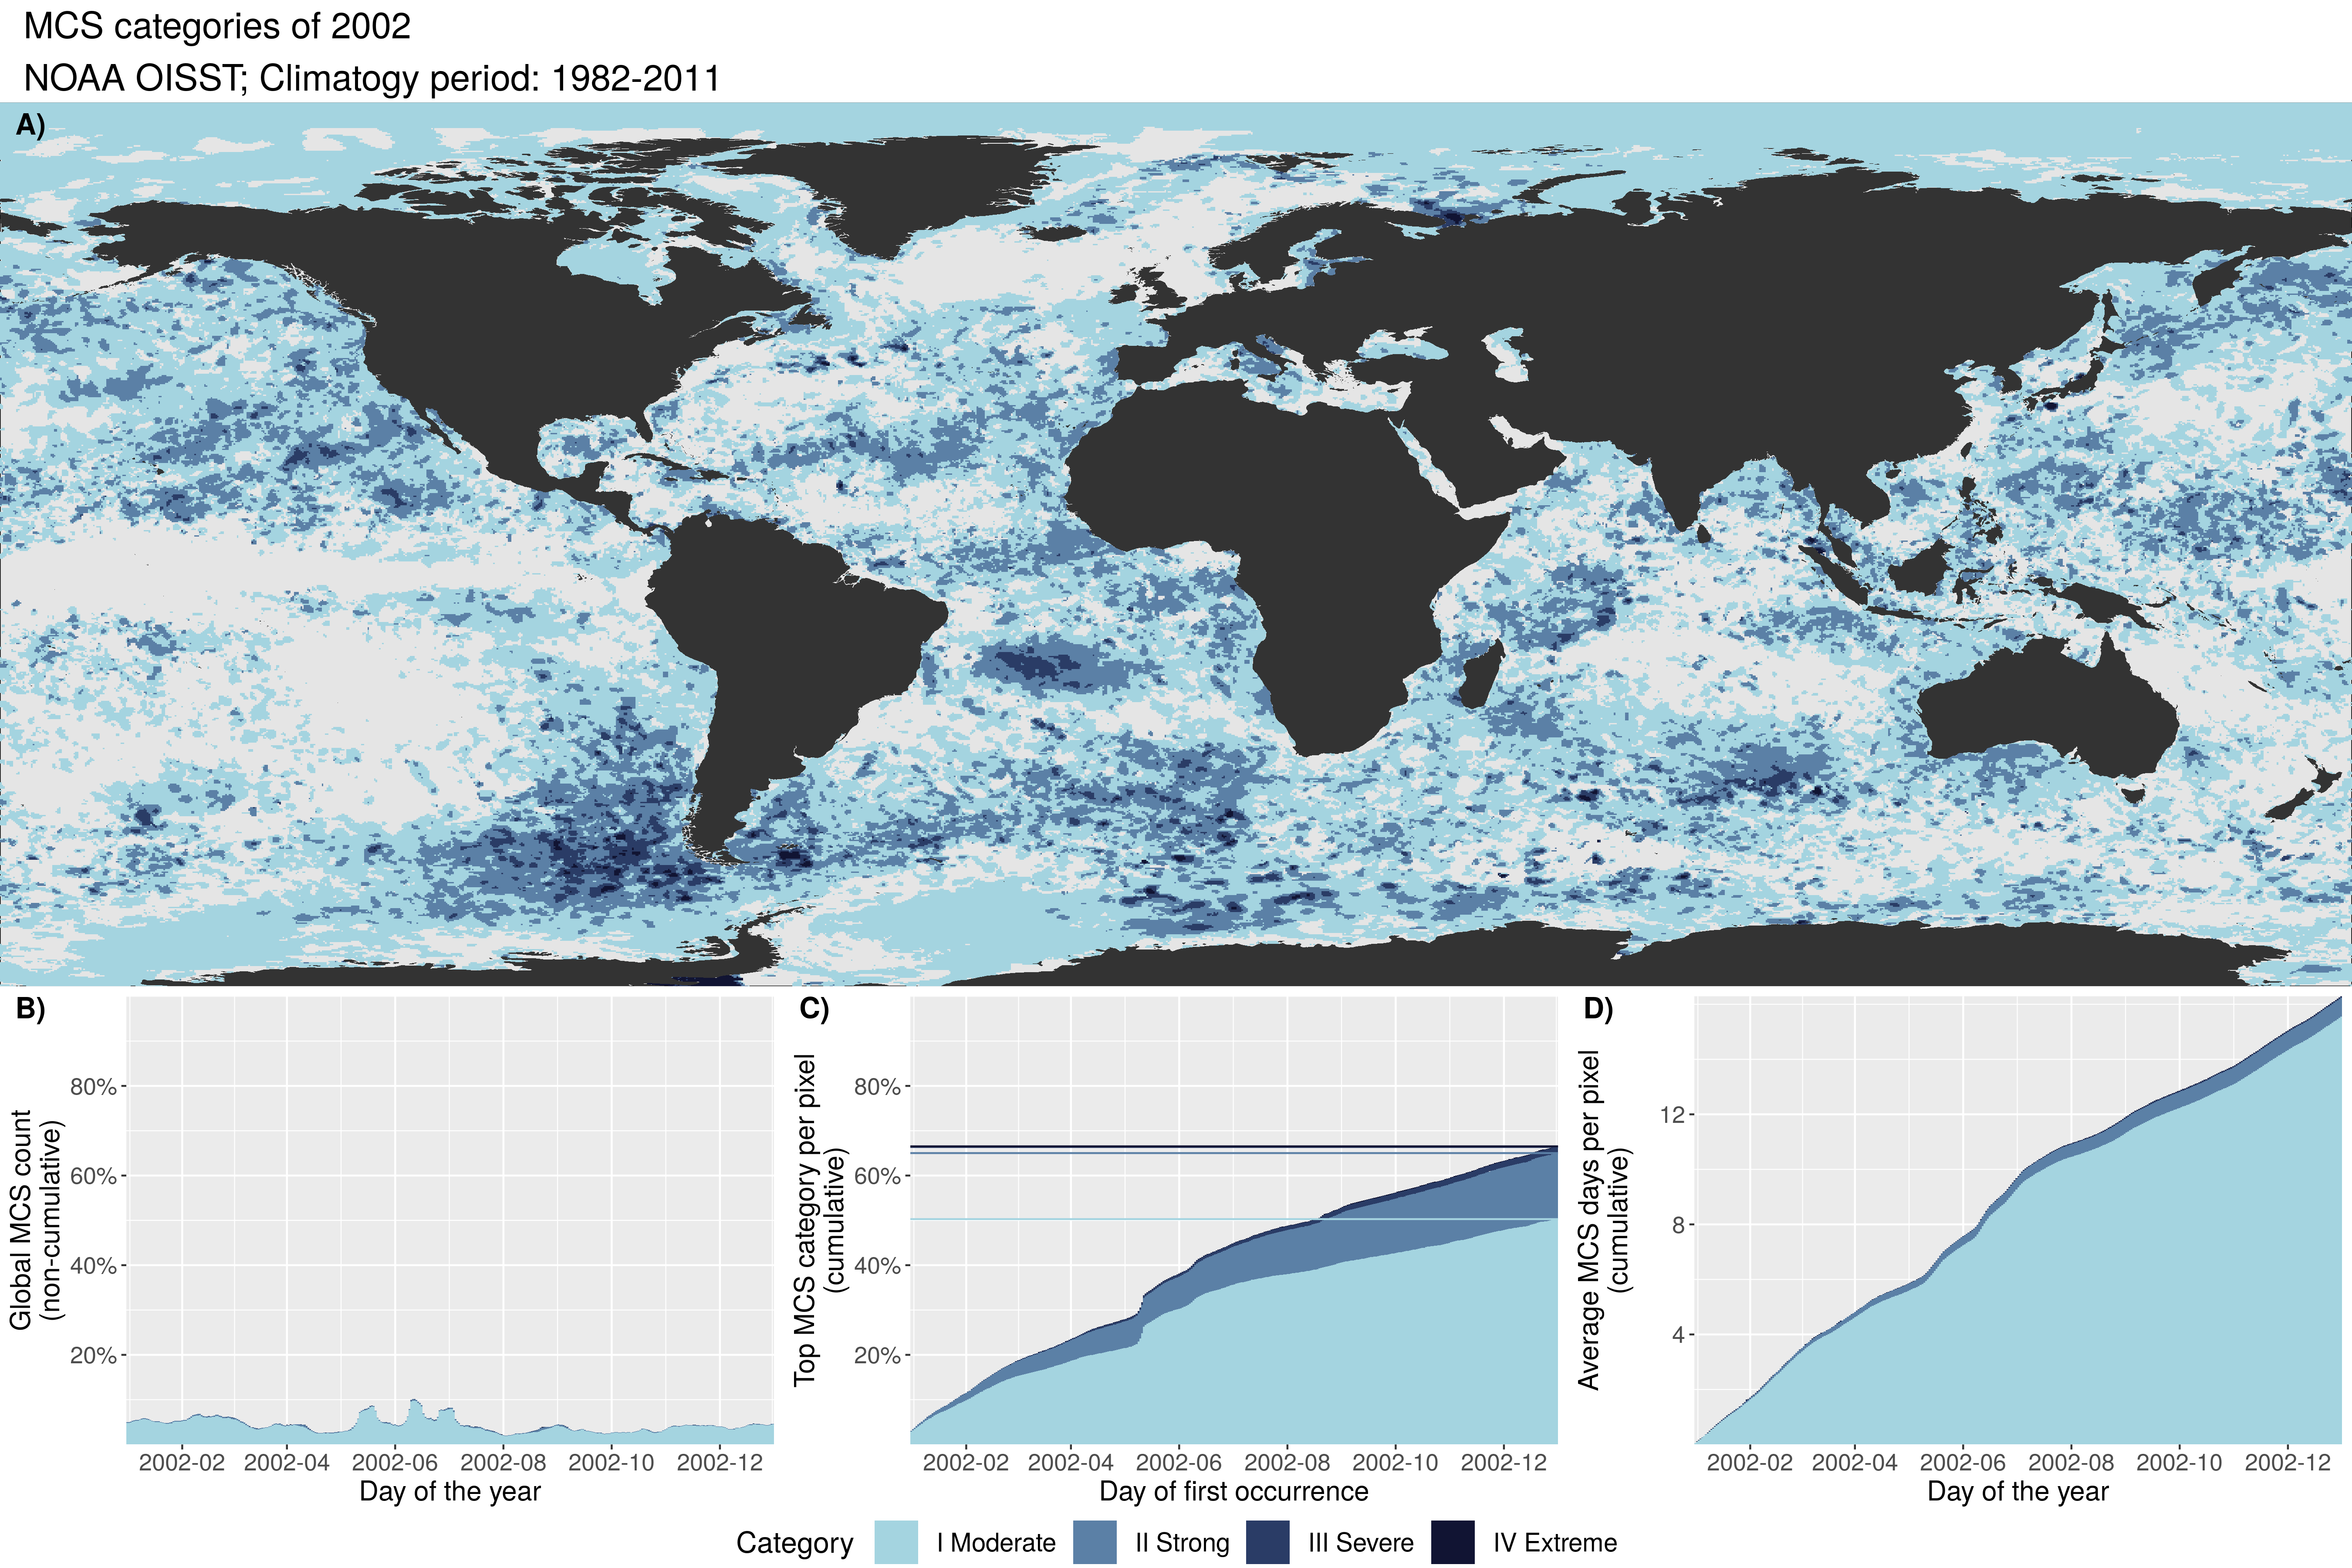 MCS categories of 2002
NOAA OISST; Climatogy period: 1982-2011
A)
B)
Global MCS count
(non-cumulative)
80%
60%
40%
20%
2002-02 2002-04 2002-06 2002-08 2002-10 2002-12
Day of the year
C)
Top MCS category per pixel
(cumulative)
80%
60%
40%
20%
2002-02 2002-04 2002-06 2002-08 2002-10 2002-12
Day of first occurrence
D)
Average MCS days per pixel
(cumulative)
12
8
4
2002-02 2002-04 2002-06 2002-08 2002-10 2002-12
Day of the year
Category I Moderate II Strong III Severe IV Extreme